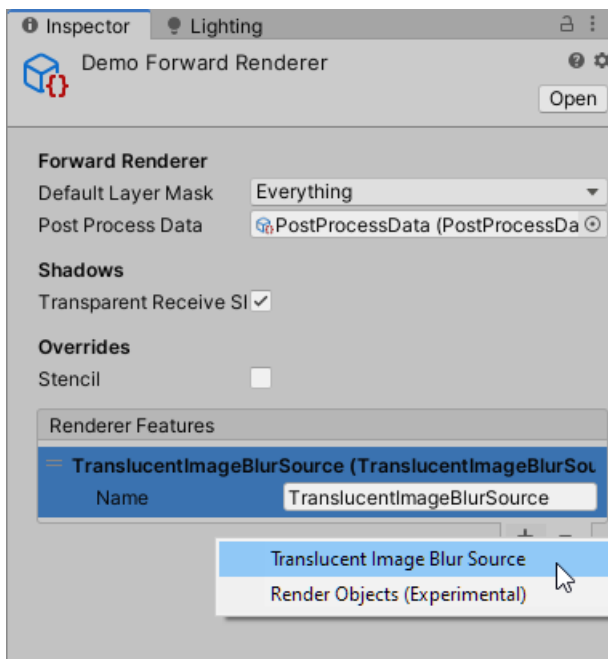 Inspector
Lighting
Demo Forward Renderer
Open
Forward Renderer
Default Layer Mask Everything
Post Process Data PostProcessData (PostProcessDa
Shadows
Transparent Receive Sl
Overrides
Stencil
Renderer Features
TranslucentImageBlurSource (TranslucentImageBlurSou
Name TranslucentImageBlurSource
Translucent Image Blur Source
Render Objects (Experimental)